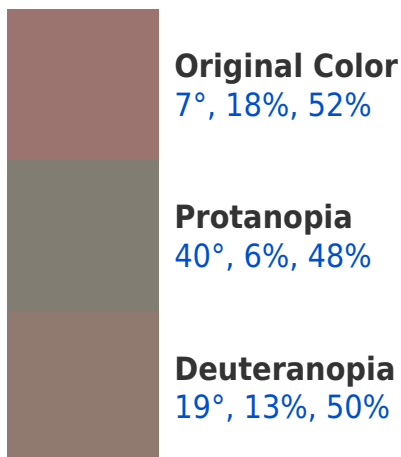 Original Color
7°, 18%, 52%
Protanopia
40°, 6%, 48%
Deuteranopia
19°, 13%, 50%